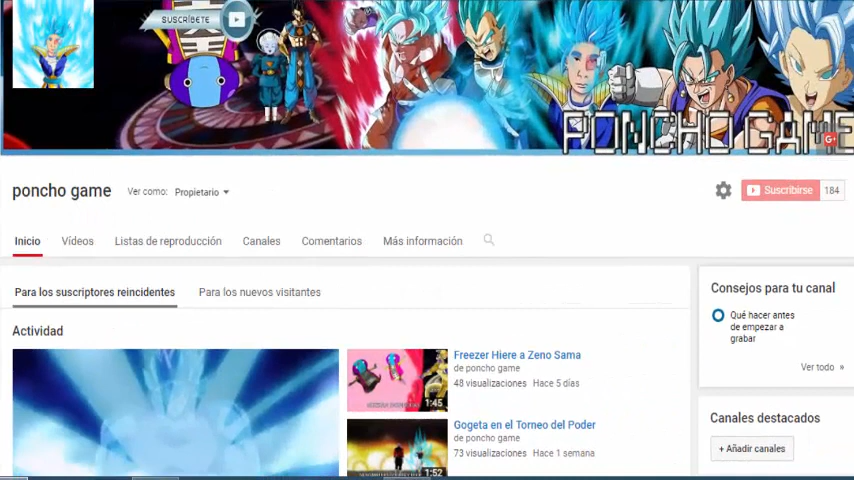 SUSCRÍBETE
PONCHO GAME
poncho game
Ver como: Propietario
Suscribirse 184
Inicio Vídeos Listas de reproducción Canales Comentarios Más información
Para los suscriptores reincidentes Para los nuevos visitantes
Actividad
Freezer Hiere a Zeno Sama
de poncho game
48 visualizaciones Hace 5 días
1:45
Gogeta en el Torneo del Poder
de poncho game
73 visualizaciones Hace 1 semana
1:52
Consejos para tu canal
Qué hacer antes
de empezar a
grabar
Ver todo »
Canales destacados
+ Añadir canales